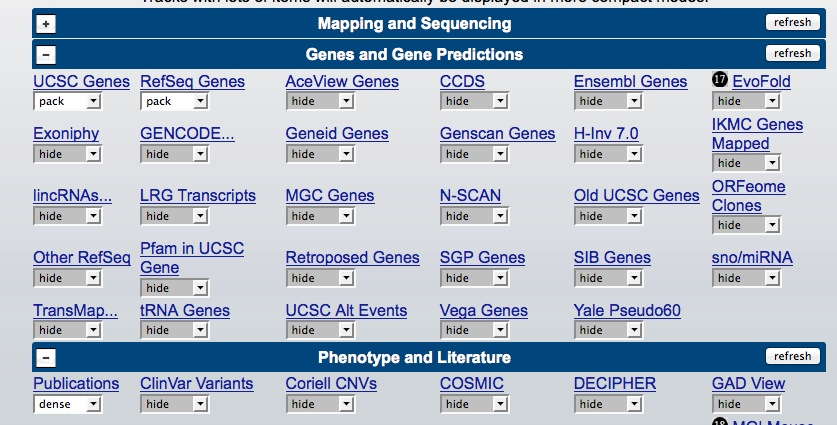 Tracks with lots of items will automatically be displayed in more compact modes.
+ Mapping and Sequencing refresh
- Genes and Gene Predictions refresh
UCSC Genes RefSeq Genes AceView Genes CCDS Ensembl Genes 17 EvoFold
pack pack hide hide hide hide
Exoniphy GENCODE... Geneid Genes Genscan Genes H-Inv 7.0 IKMC Genes
Mapped
hide hide hide hide hide hide
lincRNAs... LRG Transcripts MGC Genes N-SCAN Old UCSC Genes ORFeome
Clones
hide hide hide hide hide hide
Other RefSeq Pfam in UCSC
Gene Retroposed Genes SGP Genes SIB Genes sno/miRNA
hide hide hide hide hide hide
TransMap... tRNA Genes UCSC Alt Events Vega Genes Yale Pseudo60
hide hide hide hide hide
- Phenotype and Literature refresh
Publications ClinVar Variants Coriell CNVs COSMIC DECIPHER GAD View
dense hide hide hide hide hide
18 MGI Mouse